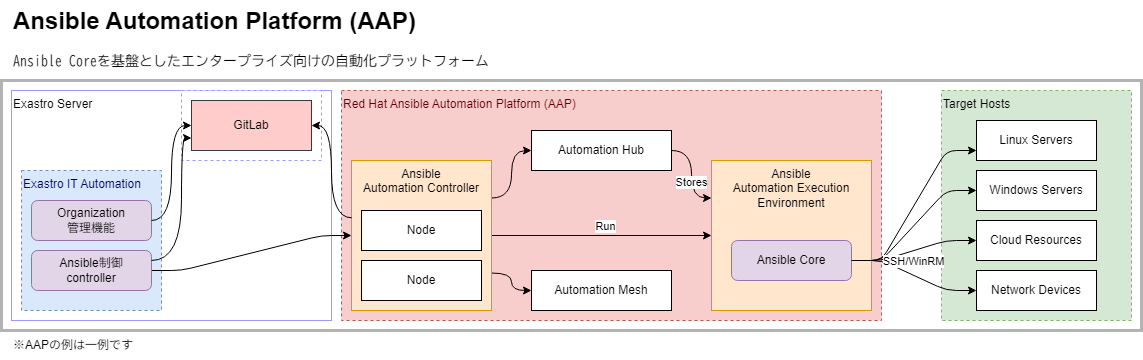 Ansible Automation Platform (AAP)
Ansible Coreを基盤としたエンタープライズ向けの自動化プラットフォーム
Exastro Server
GitLab
Exastro IT Automation
Organization
管理機能
Ansible制御
controller
Red Hat Ansible Automation Platform (AAP)
Ansible
Automation Controller
Node
Node
Automation Hub
Stores
Run
Automation Mesh
Ansible
Automation Execution
Environment
Ansible Core
SSH/WinRM
Target Hosts
Linux Servers
Windows Servers
Cloud Resources
Network Devices
※AAPの例は一例です